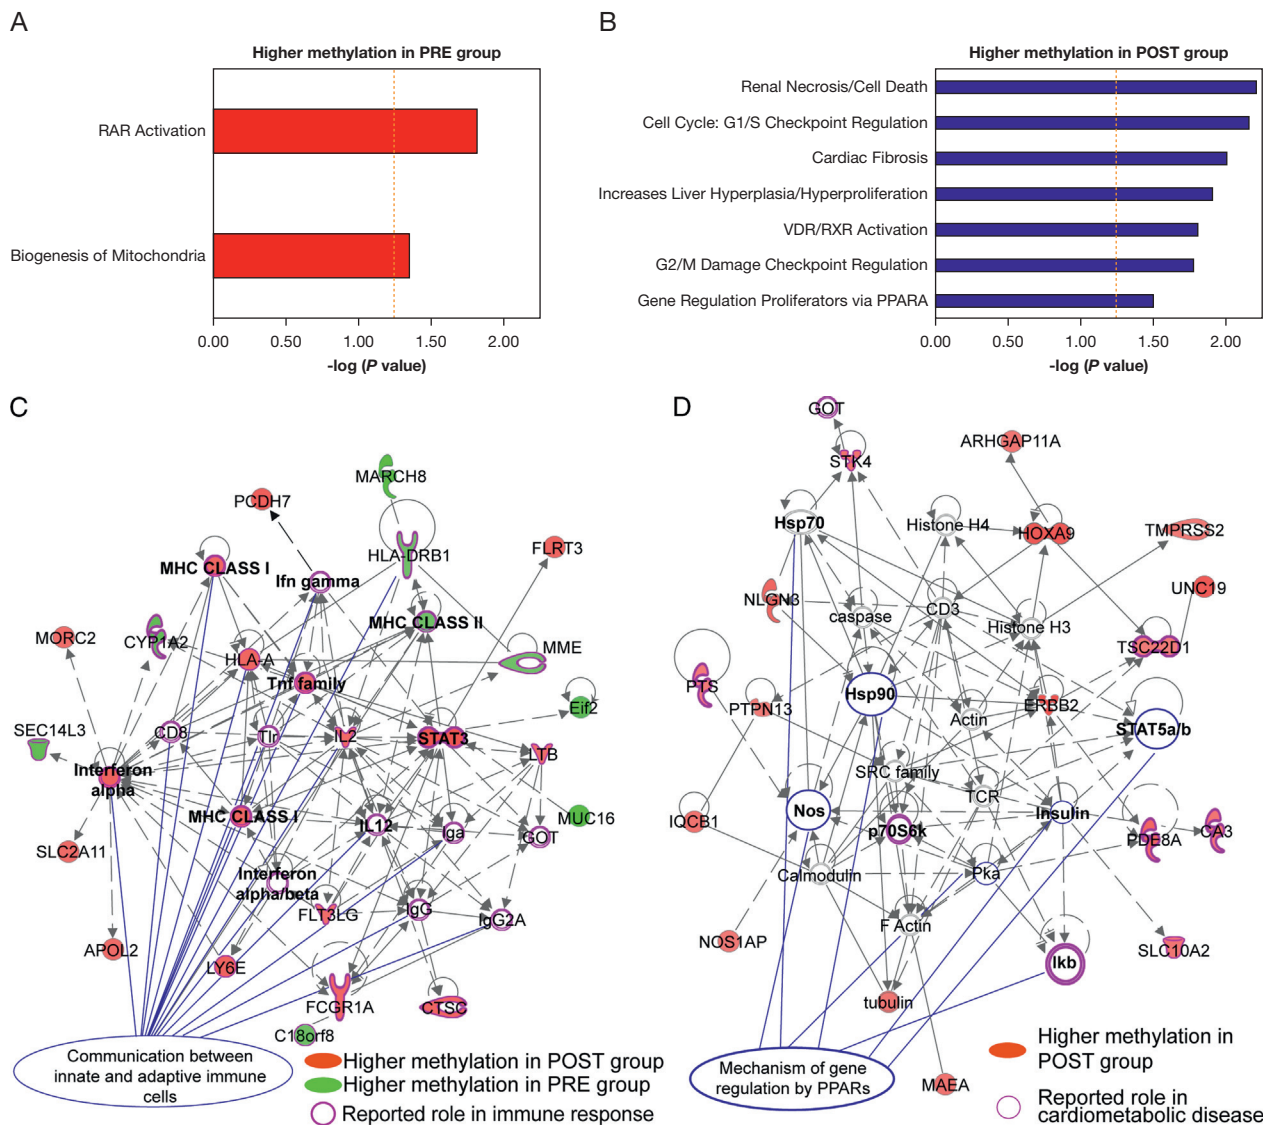 A
Higher methylation in PRE group
RAR Activation
Biogenesis of Mitochondria
0.00 0.50 1.00 1.50 2.00
-log (P value)
B
Higher methylation in POST group
Renal Necrosis/Cell Death
Cell Cycle: G1/S Checkpoint Regulation
Cardiac Fibrosis
Increases Liver Hyperplasia/Hyperproliferation
VDR/RXR Activation
G2/M Damage Checkpoint Regulation
Gene Regulation Proliferators via PPARA
0.00 0.50 1.00 1.50 2.00
-log (P value)
C
MARCH8
PCDH7
HLA-DRB1
FLRT3
MHC CLASS I
Ifn gamma
MHC CLASS II
MORC2
CYP1A2
HLA-A
MME
Tnf family
SEC14L3
CD8
Tlr
IL2
STAT3
Eif2
LTB
Interferon
alpha
MHC CLASS I
IL12
Iga
GOT
MUC16
SLC2A11
Interferon
alpha/beta
FLT3LG
IgG
IgG2A
APOL2
LY6E
FCGR1A
CTSC
C18orf8
Communication between
innate and adaptive immune
cells
Higher methylation in POST group
Higher methylation in PRE group
Reported role in immune response
D
GOT
STK4
ARHGAP11A
Hsp70
Histone H4
HOXA9
TMPRSS2
NLGN3
caspase
CD3
Histone H3
UNC19
TSC22D1
PTS
Hsp90
PTPN13
Actin
ERBB2
STAT5a/b
SRC family
TCR
Nos
p70S6k
Insulin
IQCB1
PDE8A
CA3
Calmodulin
Pka
F Actin
NOS1AP
Ikb
SLC10A2
tubulin
MAEA
Mechanism of gene
regulation by PPARs
Higher methylation in
POST group
Reported role in
cardiometabolic disease